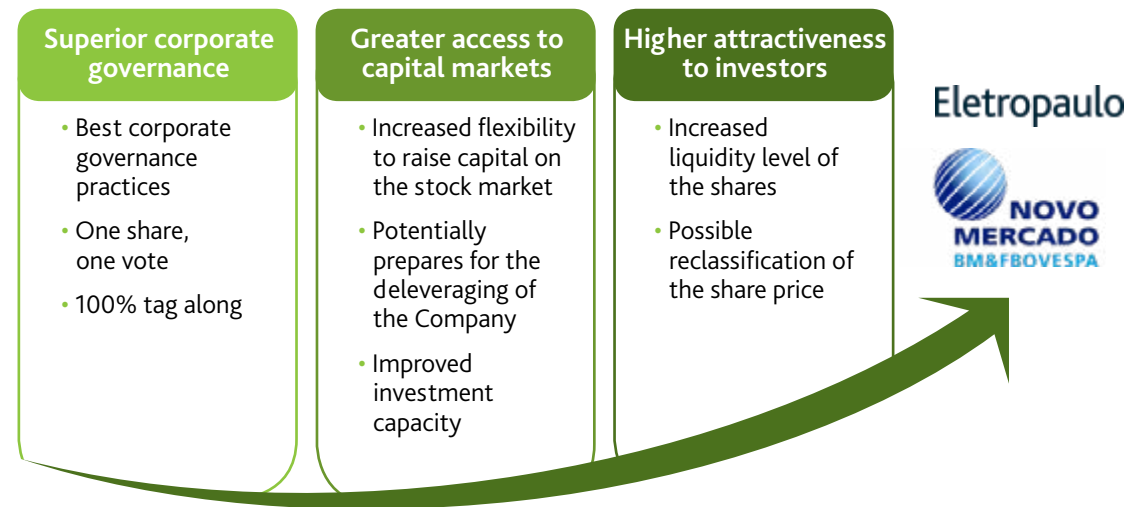 Superior corporate
governance
• Best corporate
governance
practices
• One share,
one vote
• 100% tag along
Greater access to
capital markets
• Increased flexibility
to raise capital on
the stock market
• Potentially
prepares for the
deleveraging of
the Company
• Improved
investment
capacity
Higher attractiveness
to investors
• Increased
liquidity level of
the shares
• Possible
reclassification of
the share price
Eletropaulo
NOVO
MERCADO
BM&FBOVESPA